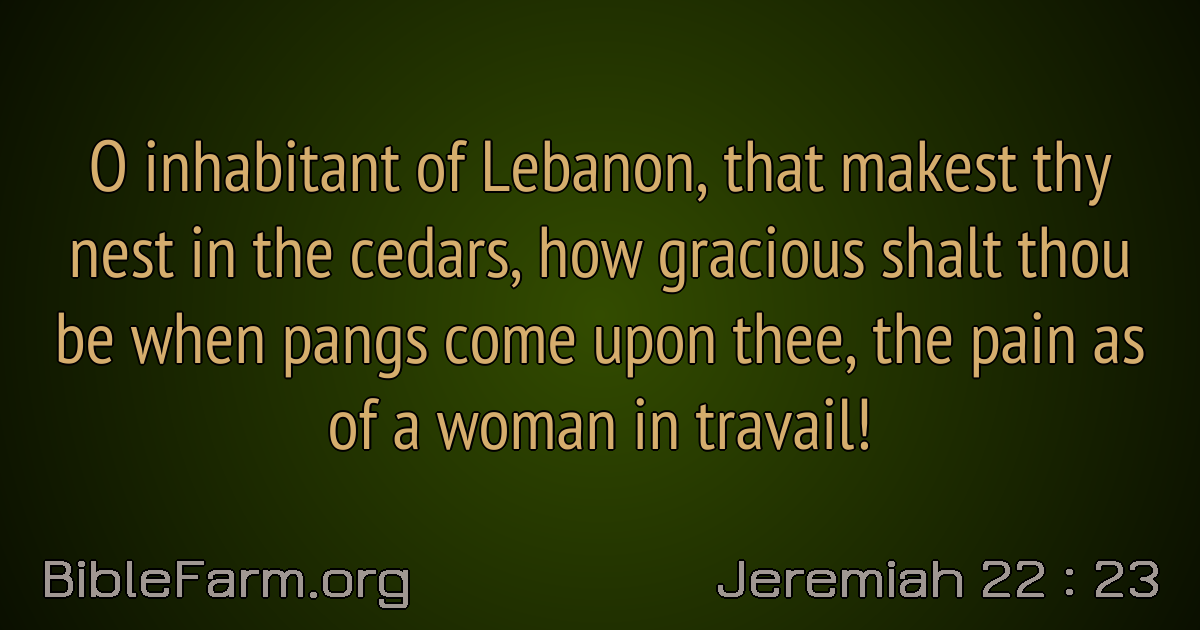 O inhabitant of Lebanon, that makest thy
nest in the cedars, how gracious shalt thou
be when pangs come upon thee, the pain as
of a woman in travail!
BibleFarm.org
Jeremiah 22 : 23